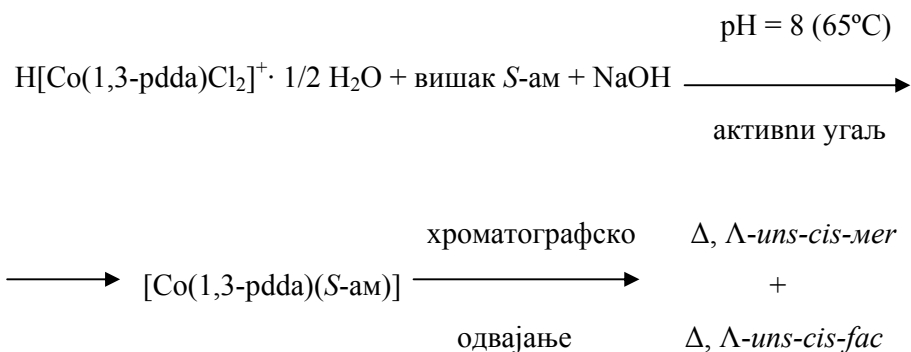 pH = 8 (65ºC)
H[Co(1,3-pdda)Cl₂]⁺· 1/2 H₂O + вишак S-ам + NaOH
активпи угаљ
хроматографско Δ, Λ-uns-cis-мer
[Co(1,3-pdda)(S-ам)] +
одвајање Δ, Λ-uns-cis-fac